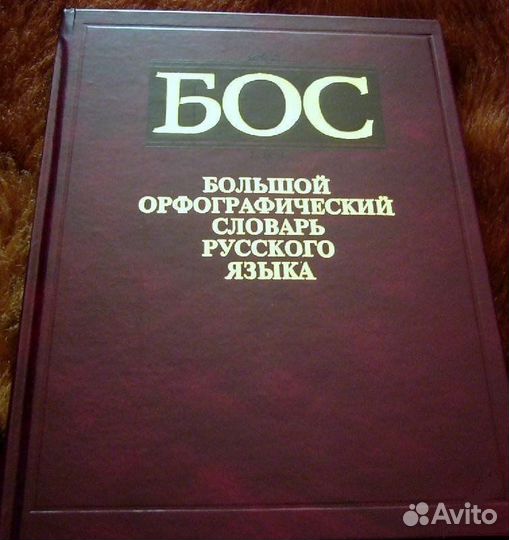 БОС
БОЛЬШОЙ
ОРФОГРАФИЧЕСКИЙ
СЛОВАРЬ
РУССКОГО
ЯЗЫКА
Avito